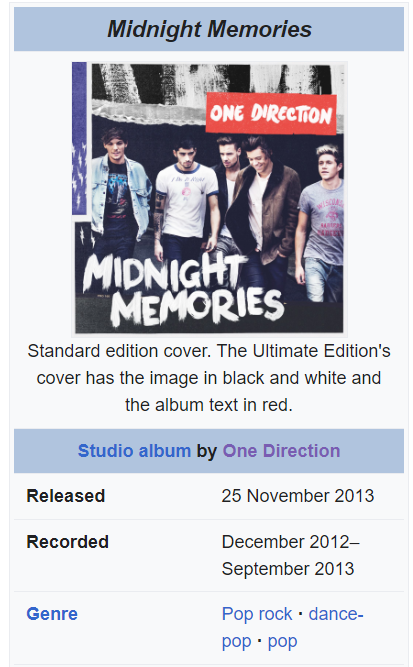 Midnight Memories
ONE DIRECTION
MIDNIGHT
MEMORIES
Standard edition cover. The Ultimate Edition's
cover has the image in black and white and
the album text in red.
Studio album by One Direction
Released 25 November 2013
Recorded December 2012–
September 2013
Genre Pop rock · dance-
pop · pop